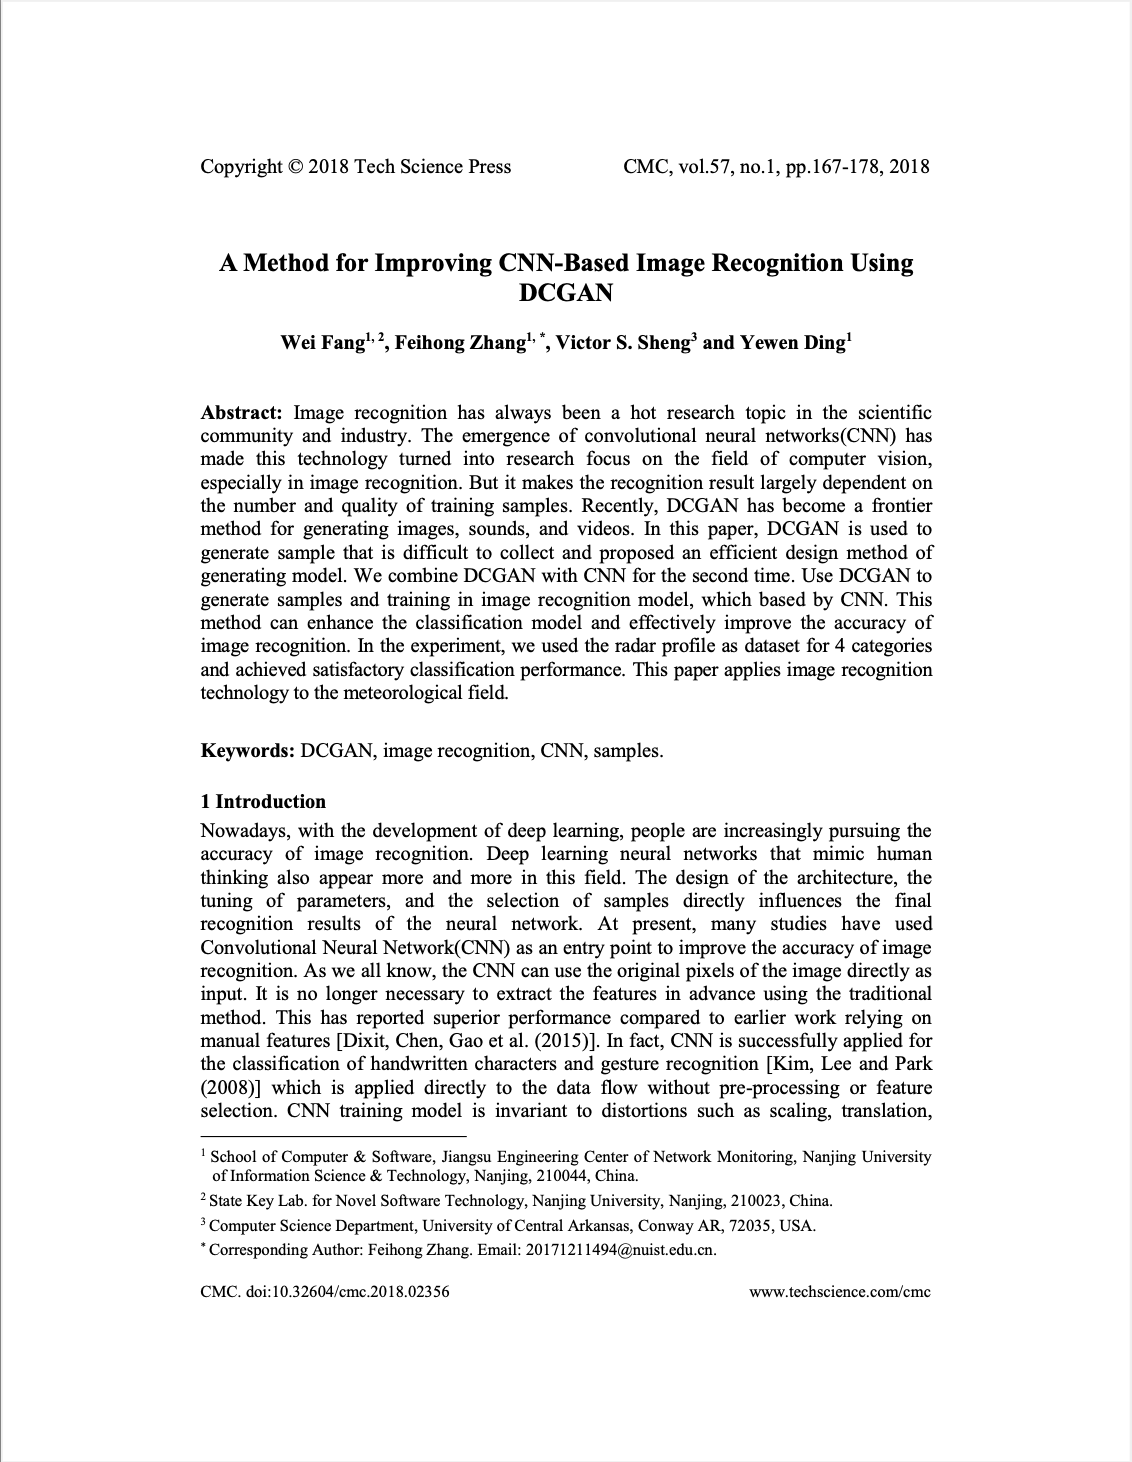 Copyright © 2018 Tech Science Press CMC, vol.57, no.1, pp.167-178, 2018
A Method for Improving CNN-Based Image Recognition Using
DCGAN
Wei Fang1, 2, Feihong Zhang1, *, Victor S. Sheng3 and Yewen Ding1
Abstract: Image recognition has always been a hot research topic in the scientific
community and industry. The emergence of convolutional neural networks(CNN) has
made this technology turned into research focus on the field of computer vision,
especially in image recognition. But it makes the recognition result largely dependent on
the number and quality of training samples. Recently, DCGAN has become a frontier
method for generating images, sounds, and videos. In this paper, DCGAN is used to
generate sample that is difficult to collect and proposed an efficient design method of
generating model. We combine DCGAN with CNN for the second time. Use DCGAN to
generate samples and training in image recognition model, which based by CNN. This
method can enhance the classification model and effectively improve the accuracy of
image recognition. In the experiment, we used the radar profile as dataset for 4 categories
and achieved satisfactory classification performance. This paper applies image recognition
technology to the meteorological field.
Keywords: DCGAN, image recognition, CNN, samples.
1 Introduction
Nowadays, with the development of deep learning, people are increasingly pursuing the
accuracy of image recognition. Deep learning neural networks that mimic human
thinking also appear more and more in this field. The design of the architecture, the
tuning of parameters, and the selection of samples directly influences the final
recognition results of the neural network. At present, many studies have used
Convolutional Neural Network(CNN) as an entry point to improve the accuracy of image
recognition. As we all know, the CNN can use the original pixels of the image directly as
input. It is no longer necessary to extract the features in advance using the traditional
method. This has reported superior performance compared to earlier work relying on
manual features [Dixit, Chen, Gao et al. (2015)]. In fact, CNN is successfully applied for
the classification of handwritten characters and gesture recognition [Kim, Lee and Park
(2008)] which is applied directly to the data flow without pre-processing or feature
selection. CNN training model is invariant to distortions such as scaling, translation,
1 School of Computer & Software, Jiangsu Engineering Center of Network Monitoring, Nanjing University
of Information Science & Technology, Nanjing, 210044, China.
2 State Key Lab. for Novel Software Technology, Nanjing University, Nanjing, 210023, China.
3 Computer Science Department, University of Central Arkansas, Conway AR, 72035, USA.
* Corresponding Author: Feihong Zhang. Email: 20171211494@nuist.edu.cn.
CMC. doi:10.32604/cmc.2018.02356 www.techscience.com/cmc